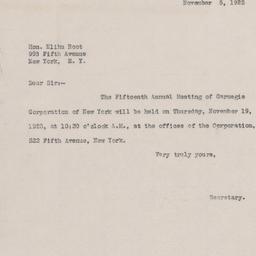 November 5, 1925
Hon. Elihu Root
998 Fifth Avenue
New York, N. Y.
Dear Sir:-
The Fifteenth Annual Meeting of Carnegie
Corporation of New York will be held on Thursday, November 19,
1925, at 10:30 o'clock A.M., at the offices of the Corporation,
522 Fifth Avenue, New York.
Very truly yours,
Secretary.